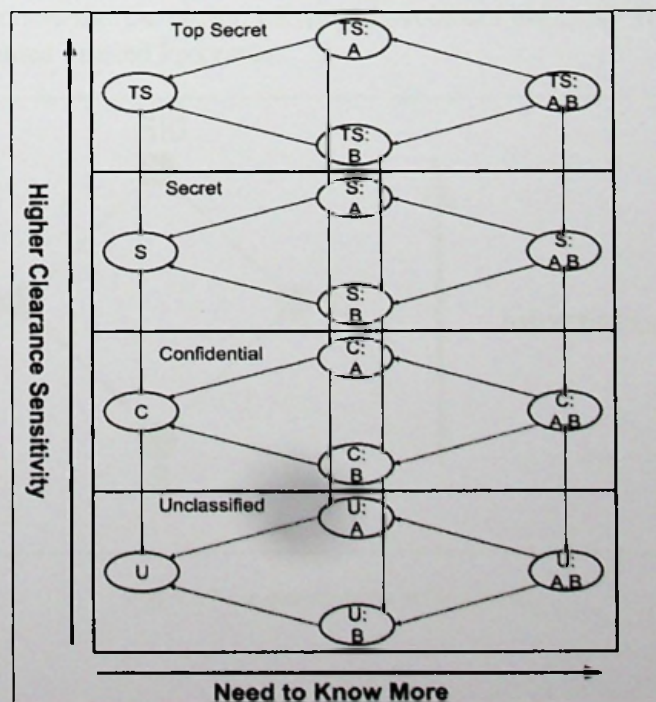 Top Secret
TS:
A
TS
TS:
A,B
TS:
B
Secret
S:
A
S
S:
A,B
S:
B
Confidential
C:
A
C
C:
A,B
C:
B
Unclassified
U:
A
U
U:
A,B
U:
B
Higher Clearance Sensitivity
Need to Know More